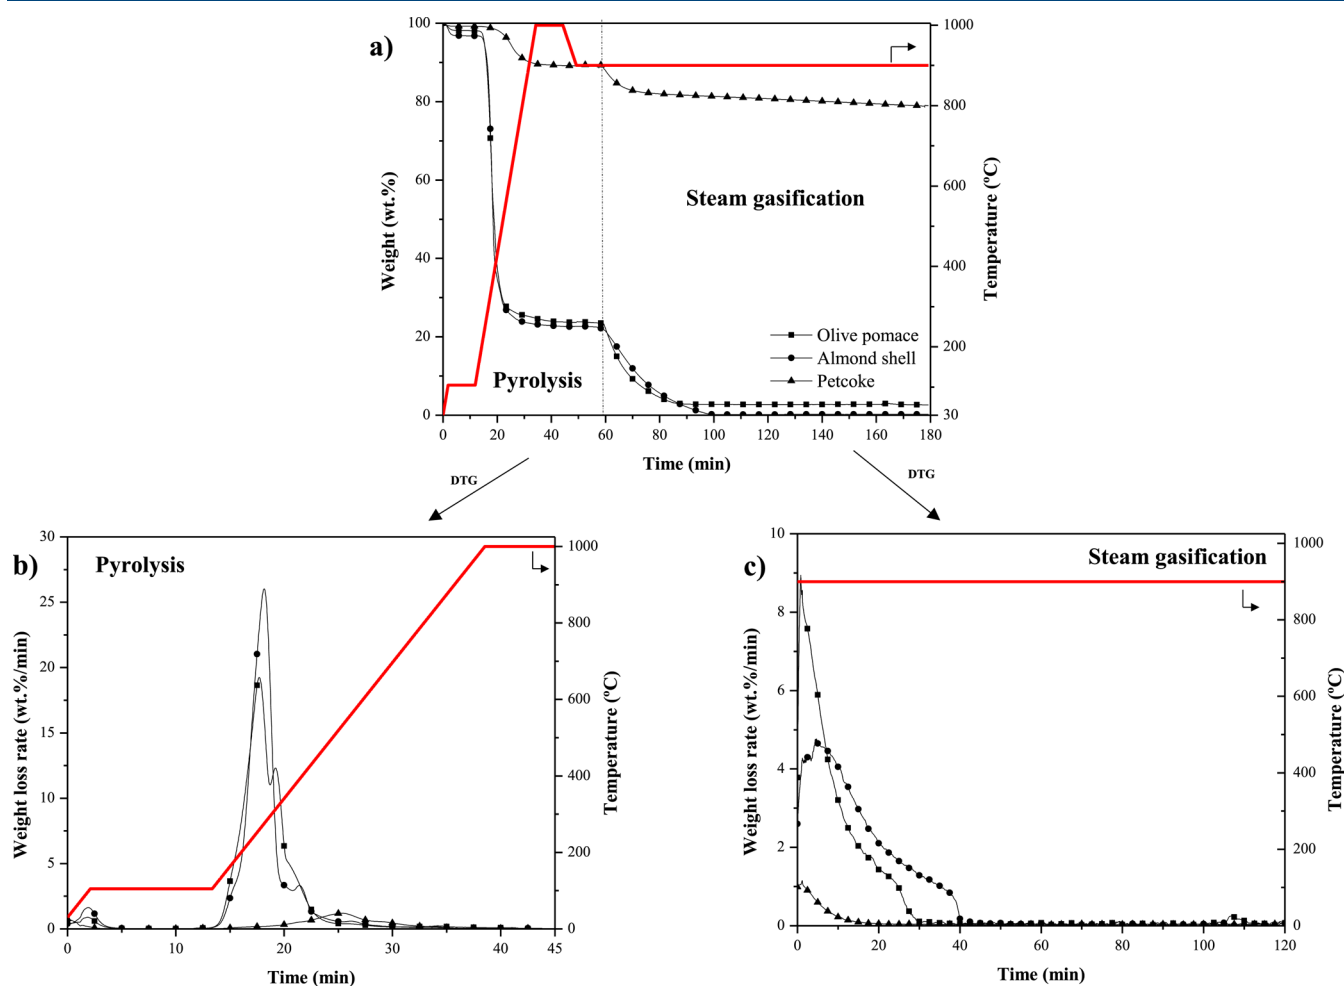 a)
100
80
60
40
20
0
Weight (wt.%)
1000
800
600
400
200
30
Temperature (ºC)
Steam gasification
Pyrolysis
Olive pomace
Almond shell
Petcoke
0 20 40 60 80 100 120 140 160 180
Time (min)
DTG
DTG
b)
Pyrolysis
30
25
20
15
10
5
0
Weight loss rate (wt.%/min)
1000
800
600
400
200
0
Temperature (ºC)
0 10 20 30 40 45
Time (min)
c)
Steam gasification
10
8
6
4
2
0
Weight loss rate (wt.%/min)
1000
800
600
400
200
0
Temperature (ºC)
0 20 40 60 80 100 120
Time (min)